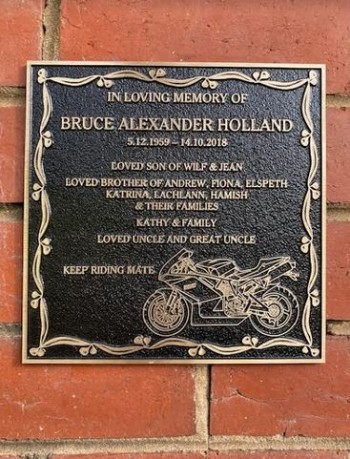 IN LOVING MEMORY OF
BRUCE ALEXANDER HOLLAND
5.12.1959 – 14.10.2018
LOVED SON OF WILF & JEAN
LOVED BROTHER OF ANDREW, FIONA, ELSPETH
KATRINA, LACHLANN, HAMISH
& THEIR FAMILIES
KATHY & FAMILY
LOVED UNCLE AND GREAT UNCLE
KEEP RIDING MATE